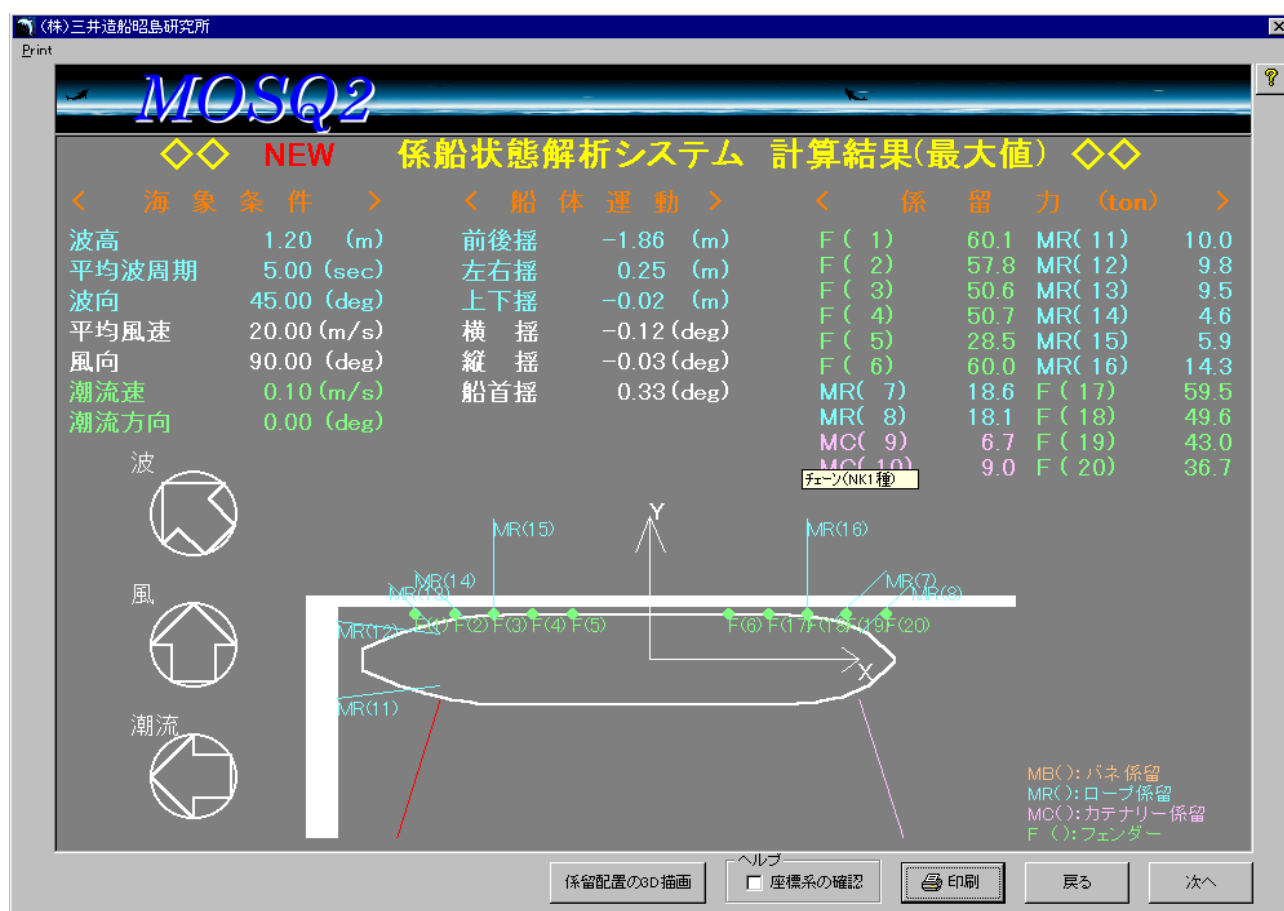 (株)三井造船昭島研究所
Print
MOSQ2
◇◇ NEW 係船状態解析システム 計算結果(最大値) ◇◇
< 海 象 条 件 >
波高 1.20 (m)
平均波周期 5.00 (sec)
波向 45.00 (deg)
平均風速 20.00 (m/s)
風向 90.00 (deg)
潮流速 0.10 (m/s)
潮流方向 0.00 (deg)
< 船 体 運 動 >
前後揺 -1.86 (m)
左右揺 0.25 (m)
上下揺 -0.02 (m)
横 揺 -0.12 (deg)
縦 揺 -0.03 (deg)
船首揺 0.33 (deg)
< 係 留 力 (ton) >
F ( 1) 60.1 MR( 11) 10.0
F ( 2) 57.8 MR( 12) 9.8
F ( 3) 50.6 MR( 13) 9.5
F ( 4) 50.7 MR( 14) 4.6
F ( 5) 28.5 MR( 15) 5.9
F ( 6) 60.0 MR( 16) 14.3
MR( 7) 18.6 F ( 17) 59.5
MR( 8) 18.1 F ( 18) 49.6
MC( 9) 6.7 F ( 19) 43.0
MC( 10) 9.0 F ( 20) 36.7
チェーン(NK1種)
波
風
潮流
Y
X
MR(15)
MR(16)
MR(14)
MR(13)
MR(7)
MR(8)
MR(12)
F(2) F(3) F(4) F(5)
F(6) F(17) F(18) F(19) F(20)
MR(11)
MB( ): バネ係留
MR( ): ロープ係留
MC( ): カテナリー係留
F ( ): フェンダー
係留配置の3D描画
ヘルプ
座標系の確認
印刷
戻る
次へ